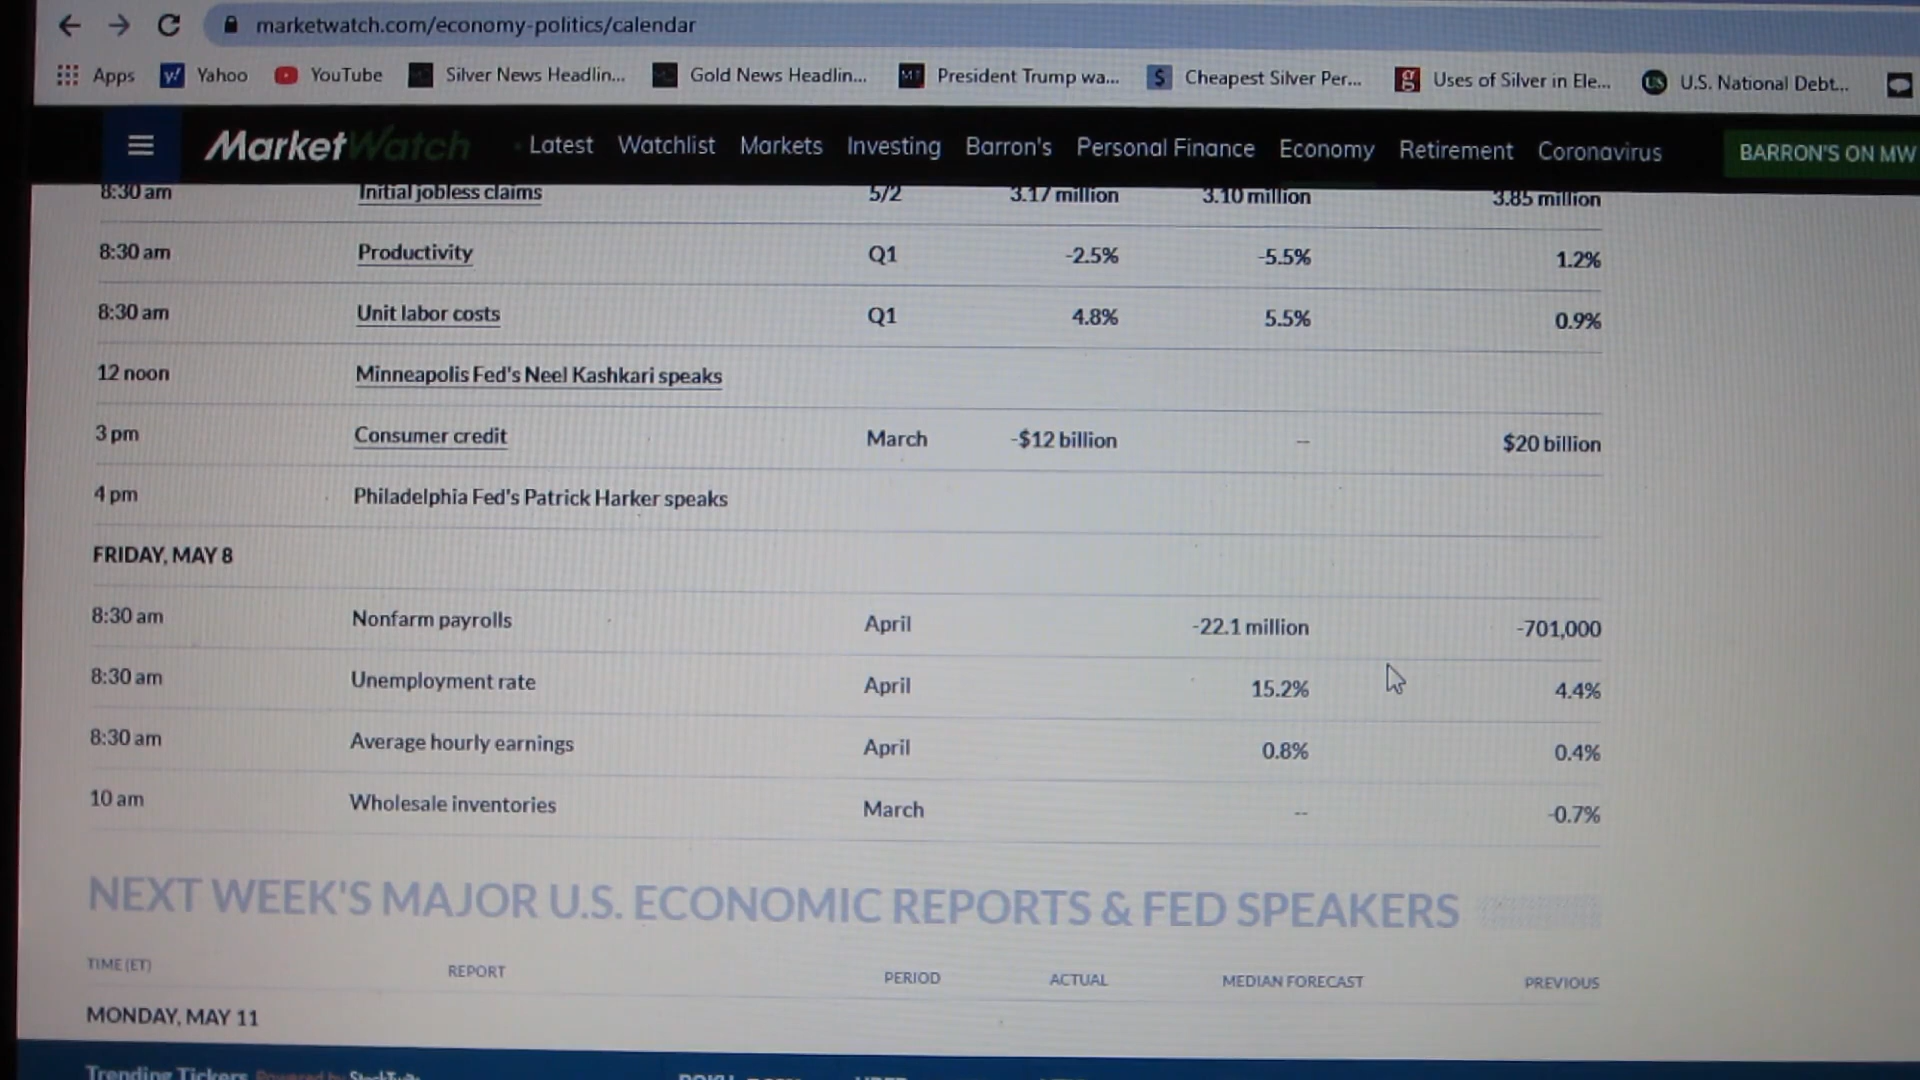 marketwatch.com/economy-politics/calendar
Apps Yahoo YouTube Silver News Headlin... Gold News Headlin... President Trump wa... Cheapest Silver Per... Uses of Silver in Ele... U.S. National Debt...
MarketWatch Latest Watchlist Markets Investing Barron's Personal Finance Economy Retirement Coronavirus BARRON'S ON MW
8:30 am Initial jobless claims 5/2 3.17 million 3.10 million 3.85 million
8:30 am Productivity Q1 -2.5% -5.5% 1.2%
8:30 am Unit labor costs Q1 4.8% 5.5% 0.9%
12 noon Minneapolis Fed's Neel Kashkari speaks
3 pm Consumer credit March -$12 billion -- $20 billion
4 pm Philadelphia Fed's Patrick Harker speaks
FRIDAY, MAY 8
8:30 am Nonfarm payrolls April -22.1 million -701,000
8:30 am Unemployment rate April 15.2% 4.4%
8:30 am Average hourly earnings April 0.8% 0.4%
10 am Wholesale inventories March -- -0.7%
NEXT WEEK'S MAJOR U.S. ECONOMIC REPORTS & FED SPEAKERS
TIME (ET) REPORT PERIOD ACTUAL MEDIAN FORECAST PREVIOUS
MONDAY, MAY 11
Trending Tickers Powered by